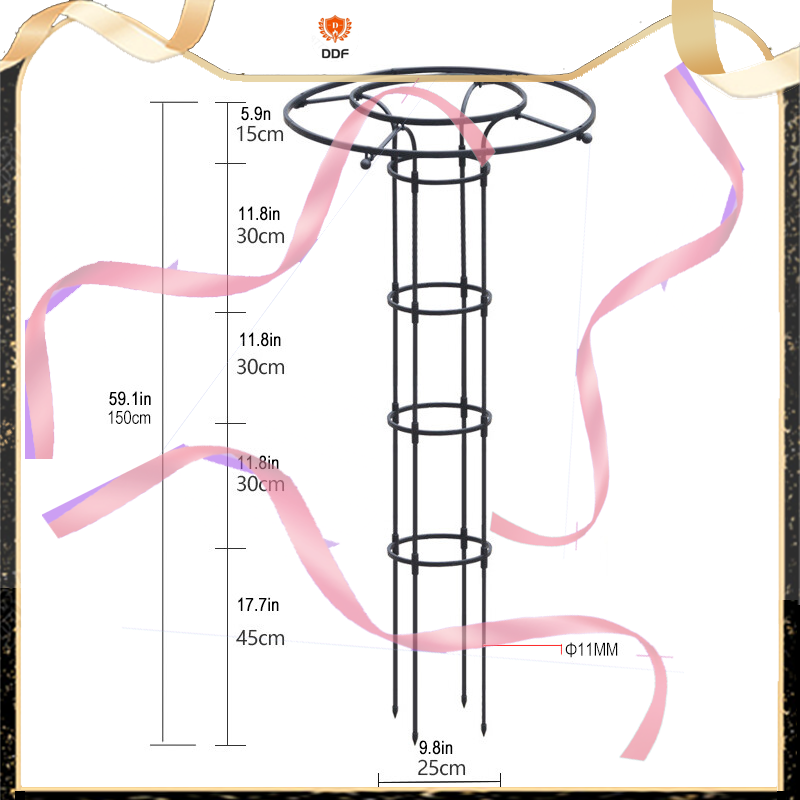 DDF
5.9n
15cm
11.8in
30cm
11.8in
30cm
59.1in
150cm
11.8in
30cm
17.7in
45cm
Φ11MM
9.8in
25cm